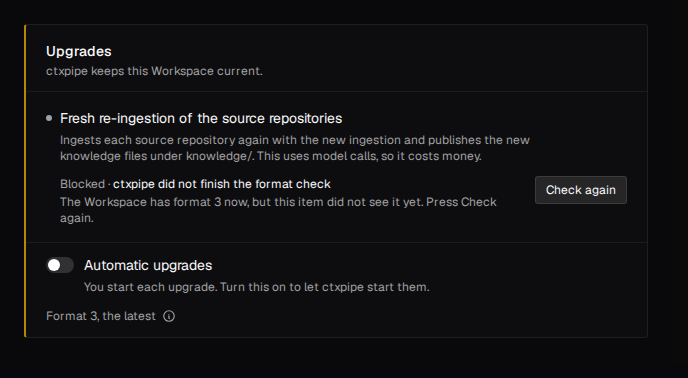 Upgrades
ctxpipe keeps this Workspace current.
Fresh re-ingestion of the source repositories
Ingests each source repository again with the new ingestion and publishes the new
knowledge files under knowledge/. This uses model calls, so it costs money.
Blocked · ctxpipe did not finish the format check
The Workspace has format 3 now, but this item did not see it yet. Press Check
again.
Check again
Automatic upgrades
You start each upgrade. Turn this on to let ctxpipe start them.
Format 3, the latest